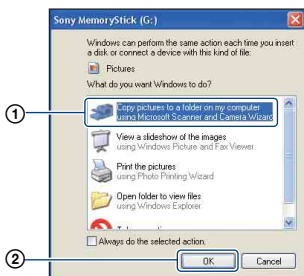 Sony MemoryStick (G:)
Windows can perform the same action each time you insert
a disk or connect a device with this kind of file:
Pictures
What do you want Windows to do?
1
Copy pictures to a folder on my computer
using Microsoft Scanner and Camera Wizard
View a slideshow of the images
using Windows Picture and Fax Viewer
Print the pictures
using Photo Printing Wizard
Open folder to view files
using Windows Explorer
Always do the selected action.
2
OK
Cancel